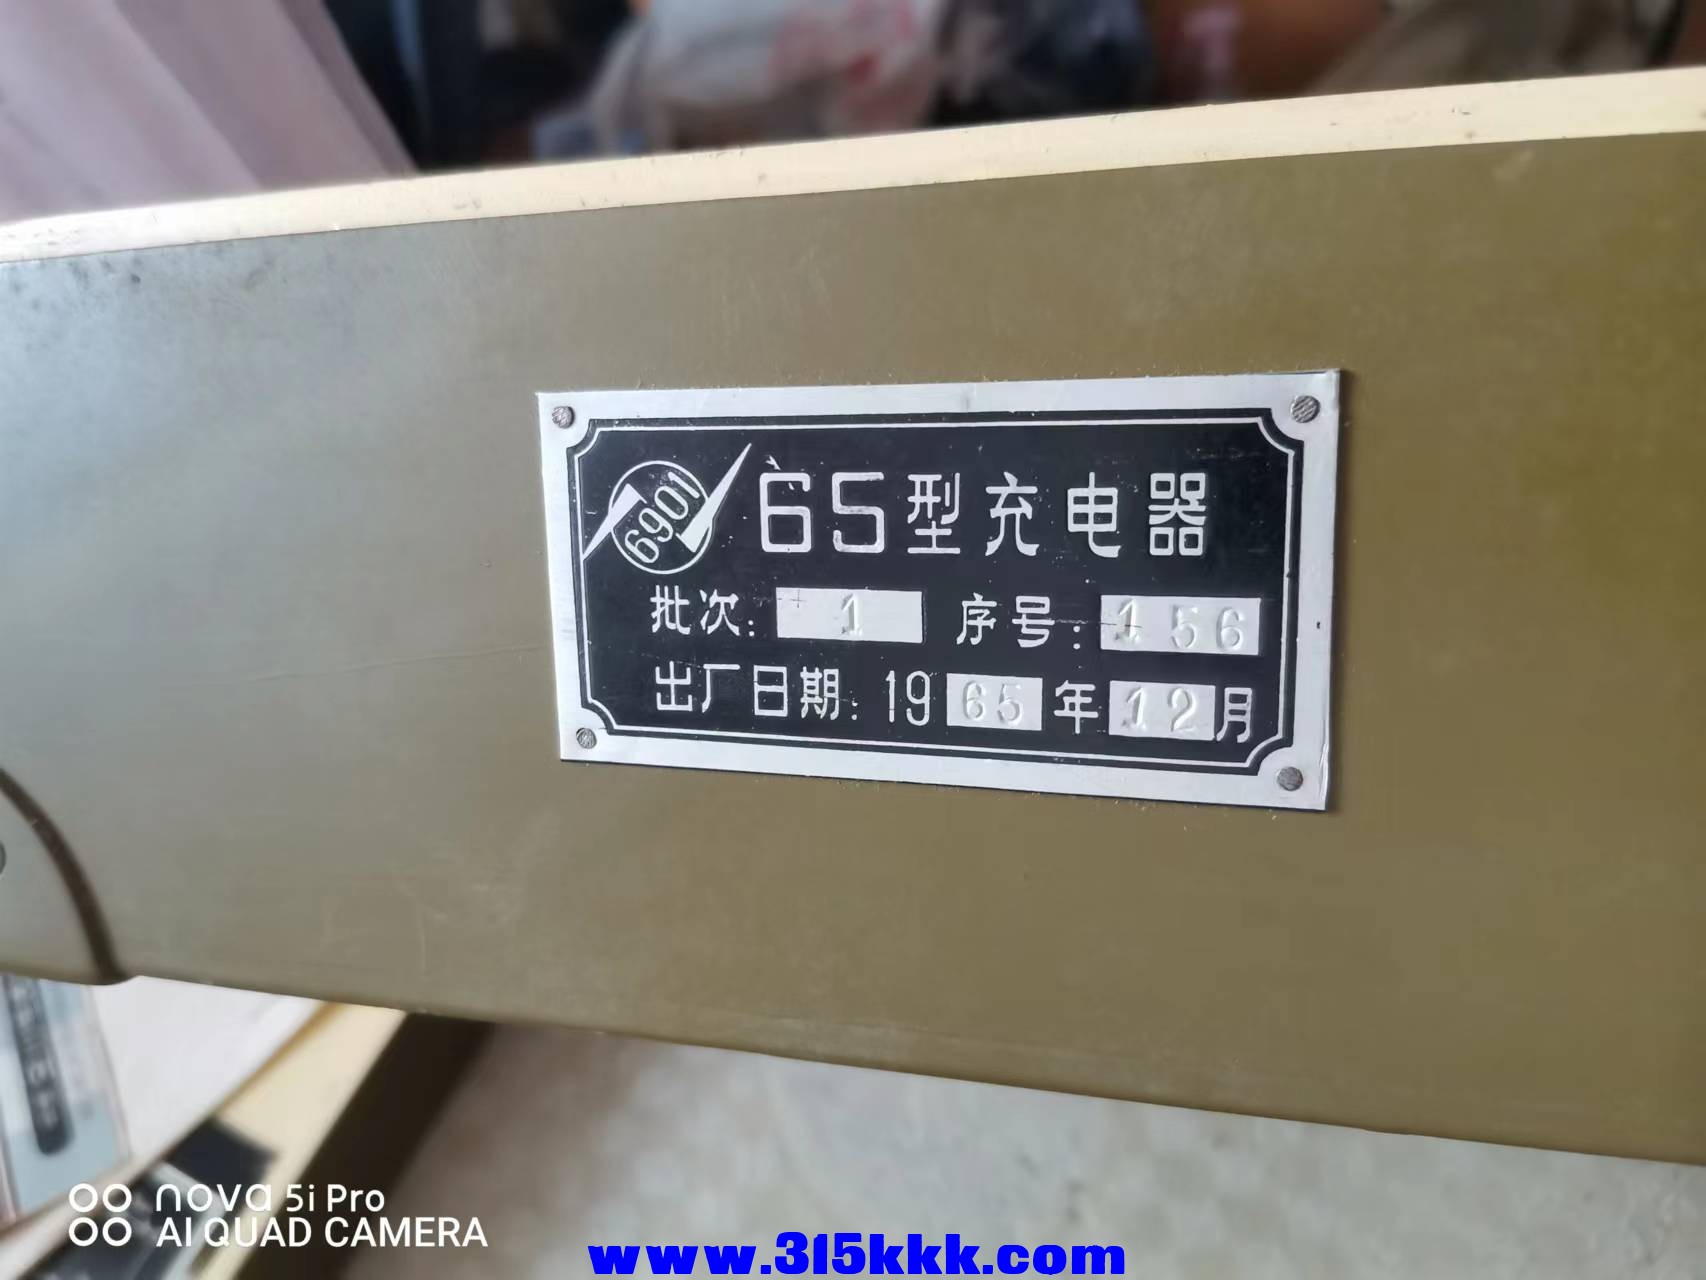 6901
65型充电器
批次: 1 序号: 156
出厂日期: 1965年12月
nova 5i Pro
AI QUAD CAMERA
www.315kkk.com